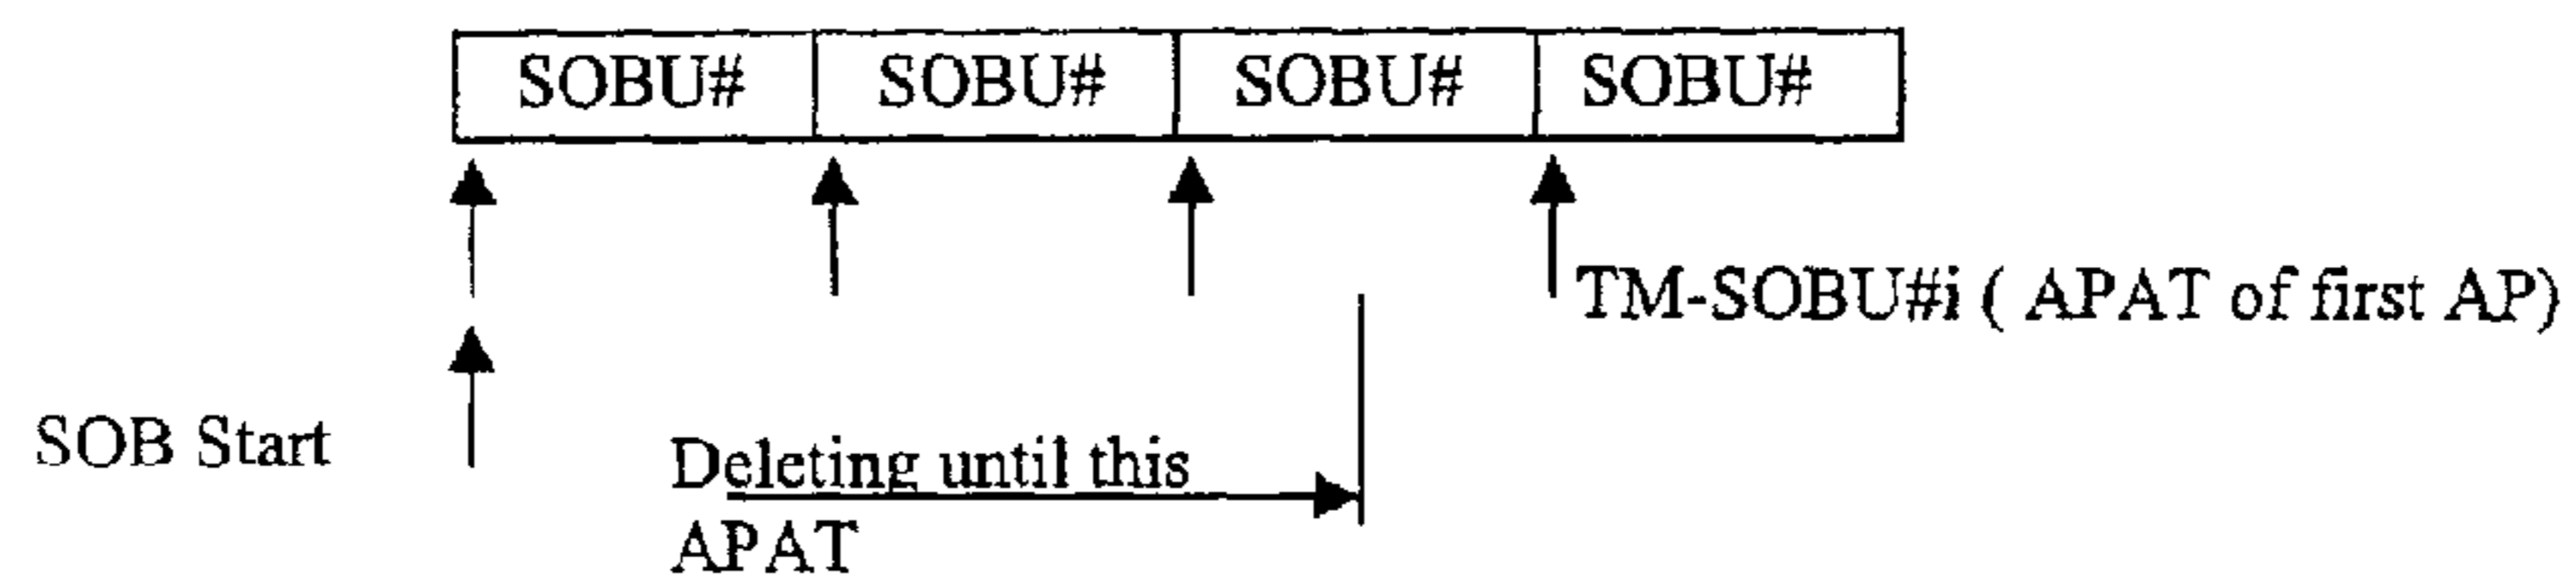 SOBU# SOBU# SOBU# SOBU#
TM-SOBU#i ( APAT of first AP)
SOB Start
Deleting until this
APAT